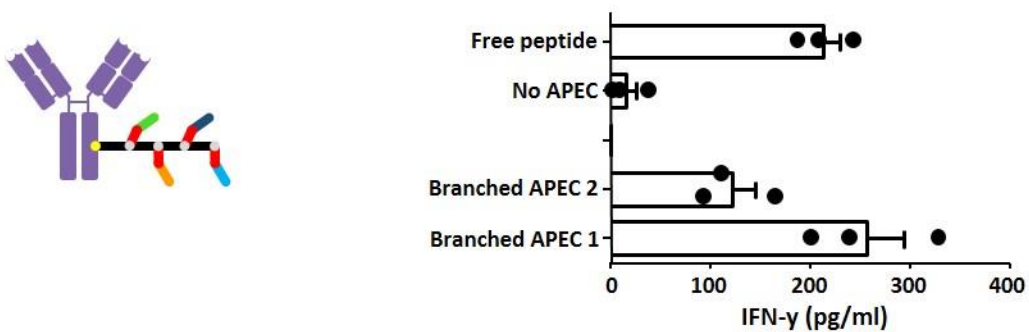 Free peptide
No APEC
Branched APEC 2
Branched APEC 1
0 100 200 300 400
IFN-y (pg/ml)